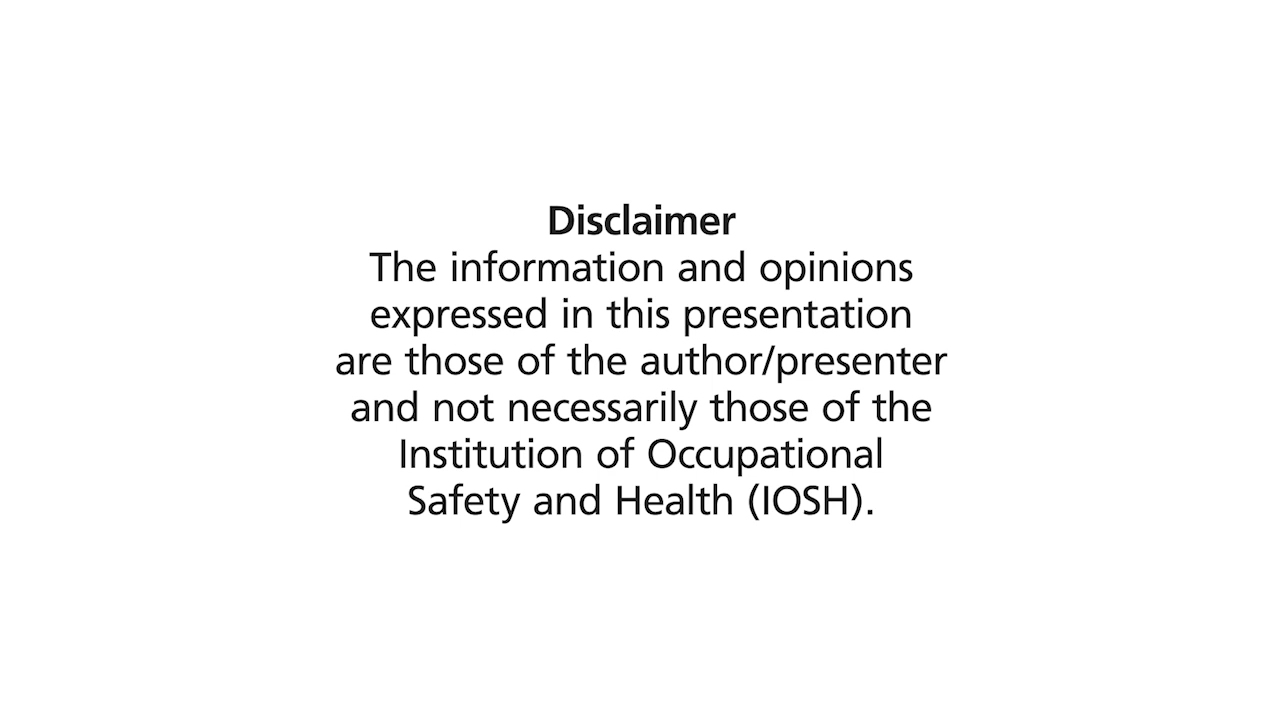 Disclaimer
The information and opinions
expressed in this presentation
are those of the author/presenter
and not necessarily those of the
Institution of Occupational
Safety and Health (IOSH).